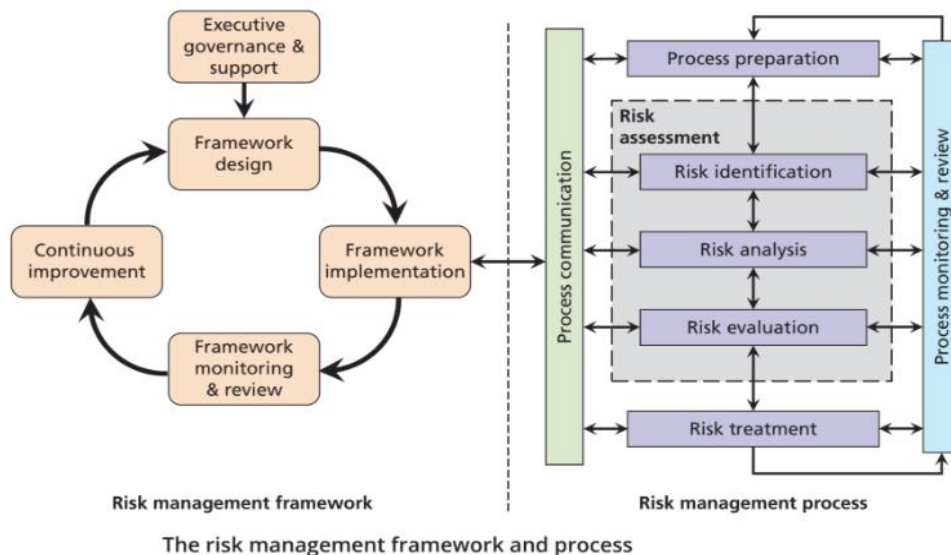 Executive
governance &
support
Framework
design
Continuous
improvement
Framework
implementation
Framework
monitoring
& review
Risk management framework
Process communication
Process preparation
Risk
assessment
Risk identification
Risk analysis
Risk evaluation
Risk treatment
Process monitoring & review
Risk management process
The risk management framework and process